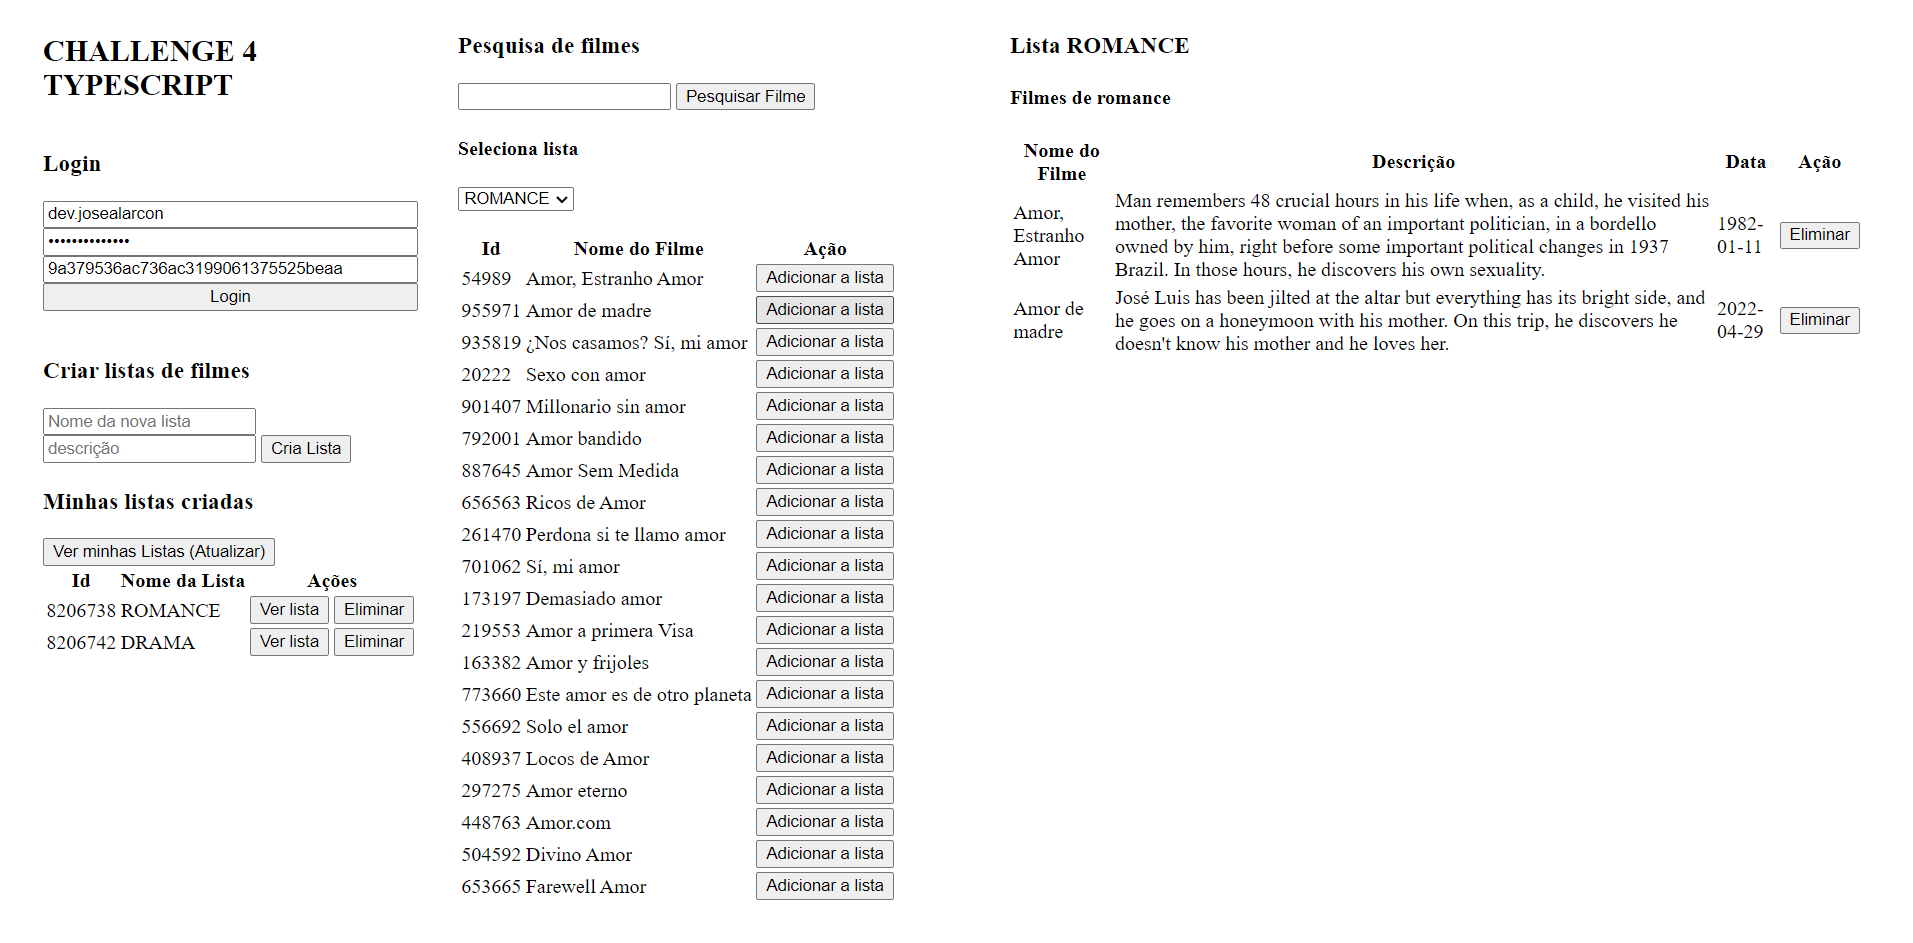 CHALLENGE 4
TYPESCRIPT
Login
dev.josealarcon
••••••••••••••
9a379536ac736ac3199061375525beaa
Login
Criar listas de filmes
Nome da nova lista
descrição Cria Lista
Minhas listas criadas
Ver minhas Listas (Atualizar)
Id Nome da Lista Ações
8206738 ROMANCE Ver lista Eliminar
8206742 DRAMA Ver lista Eliminar
Pesquisa de filmes
Pesquisar Filme
Seleciona lista
ROMANCE
Id Nome do Filme Ação
54989 Amor, Estranho Amor Adicionar a lista
955971 Amor de madre Adicionar a lista
935819 ¿Nos casamos? Sí, mi amor Adicionar a lista
20222 Sexo con amor Adicionar a lista
901407 Millonario sin amor Adicionar a lista
792001 Amor bandido Adicionar a lista
887645 Amor Sem Medida Adicionar a lista
656563 Ricos de Amor Adicionar a lista
261470 Perdona si te llamo amor Adicionar a lista
701062 Sí, mi amor Adicionar a lista
173197 Demasiado amor Adicionar a lista
219553 Amor a primera Visa Adicionar a lista
163382 Amor y frijoles Adicionar a lista
773660 Este amor es de otro planeta Adicionar a lista
556692 Solo el amor Adicionar a lista
408937 Locos de Amor Adicionar a lista
297275 Amor eterno Adicionar a lista
448763 Amor.com Adicionar a lista
504592 Divino Amor Adicionar a lista
653665 Farewell Amor Adicionar a lista
Lista ROMANCE
Filmes de romance
Nome do
Filme
Descrição
Data
Ação
Amor,
Estranho
Amor
Man remembers 48 crucial hours in his life when, as a child, he visited his
mother, the favorite woman of an important politician, in a bordello
owned by him, right before some important political changes in 1937
Brazil. In those hours, he discovers his own sexuality.
1982-
01-11
Eliminar
Amor de
madre
José Luis has been jilted at the altar but everything has its bright side, and
he goes on a honeymoon with his mother. On this trip, he discovers he
doesn't know his mother and he loves her.
2022-
04-29
Eliminar